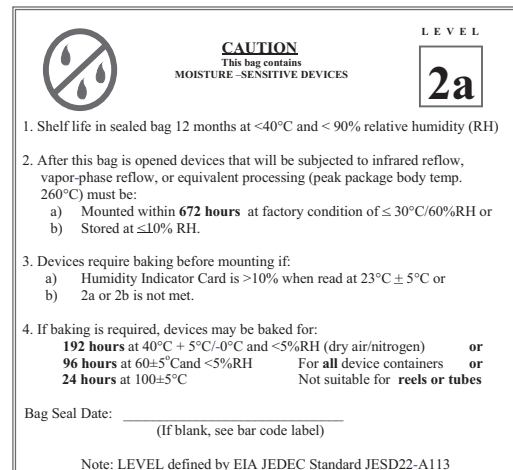 LEVEL
CAUTION
This bag contains
MOISTURE –SENSITIVE DEVICES
2a
1. Shelf life in sealed bag 12 months at <40°C and < 90% relative humidity (RH)
2. After this bag is opened devices that will be subjected to infrared reflow,
vapor-phase reflow, or equivalent processing (peak package body temp.
260°C) must be:
a) Mounted within 672 hours at factory condition of ≤ 30°C/60%RH or
b) Stored at ≤10% RH.
3. Devices require baking before mounting if:
a) Humidity Indicator Card is >10% when read at 23°C ± 5°C or
b) 2a or 2b is not met.
4. If baking is required, devices may be baked for:
192 hours at 40°C + 5°C/-0°C and <5%RH (dry air/nitrogen) or
96 hours at 60±5°Cand <5%RH For all device containers or
24 hours at 100±5°C Not suitable for reels or tubes
Bag Seal Date: ____________________________
(If blank, see bar code label)
Note: LEVEL defined by EIA JEDEC Standard JESD22-A113